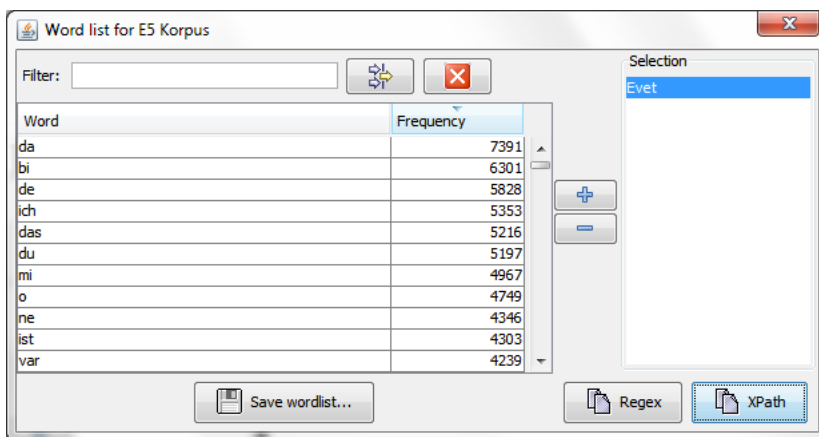 Word list for E5 Korpus
Filter:
Selection
Evet
Word Frequency
da 7391
bi 6301
de 5828
ich 5353
das 5216
du 5197
mi 4967
o 4749
ne 4346
ist 4303
var 4239
Save wordlist... Regex XPath